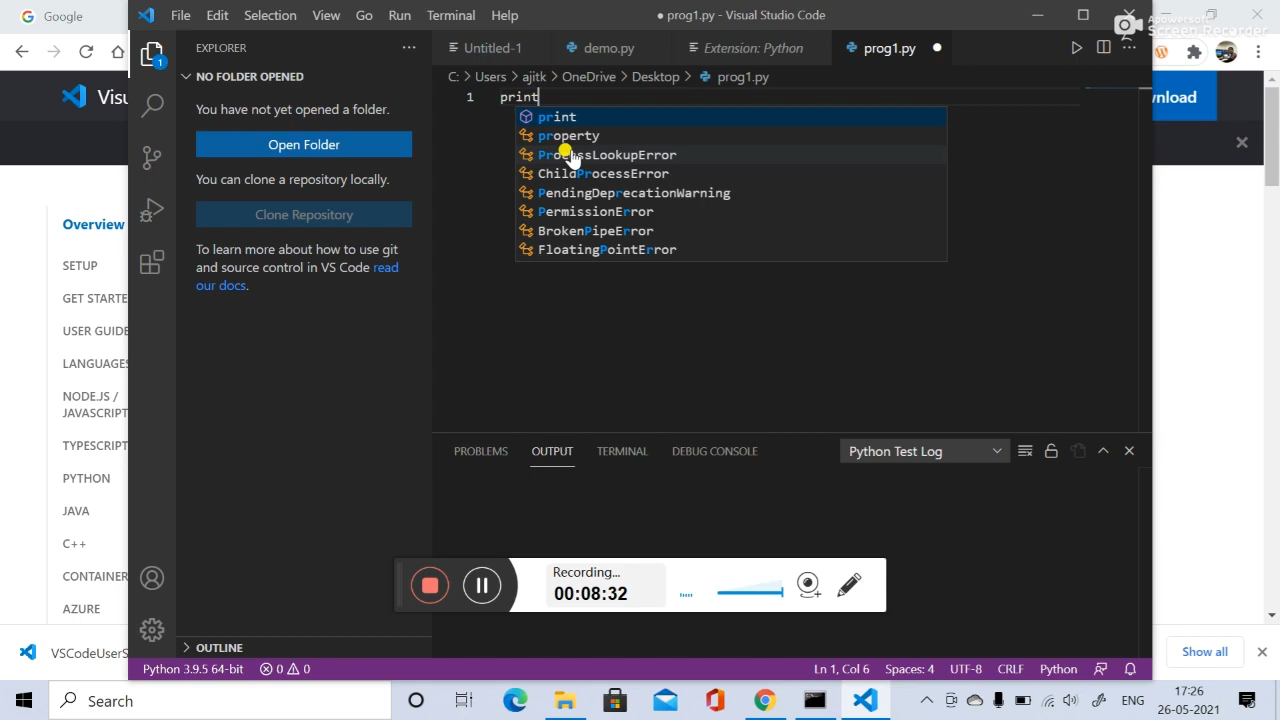 Google
File Edit Selection View Go Run Terminal Help
● prog1.py - Visual Studio Code
Apowersoft
Screen Recorder
EXPLORER
Untitled-1
demo.py
Extension: Python
prog1.py
NO FOLDER OPENED
C: > Users > ajitk > OneDrive > Desktop > prog1.py
Visu
nload
You have not yet opened a folder.
1 print
print
Open Folder
property
ProcessLookupError
You can clone a repository locally.
ChildProcessError
PendingDeprecationWarning
Clone Repository
PermissionError
Overview
BrokenPipeError
To learn more about how to use git
FloatingPointError
and source control in VS Code read
our docs.
SETUP
GET STARTE
USER GUIDE
LANGUAGES
NODE.JS /
JAVASCRIPT
TYPESCRIPT
PYTHON
JAVA
C++
CONTAINER
AZURE
PROBLEMS OUTPUT TERMINAL DEBUG CONSOLE
Python Test Log
Recording...
00:08:32
OUTLINE
VSCodeUserS
Show all
Python 3.9.5 64-bit
0 0
Ln 1, Col 6
Spaces: 4
UTF-8
CRLF
Python
Search
ENG
17:26
26-05-2021